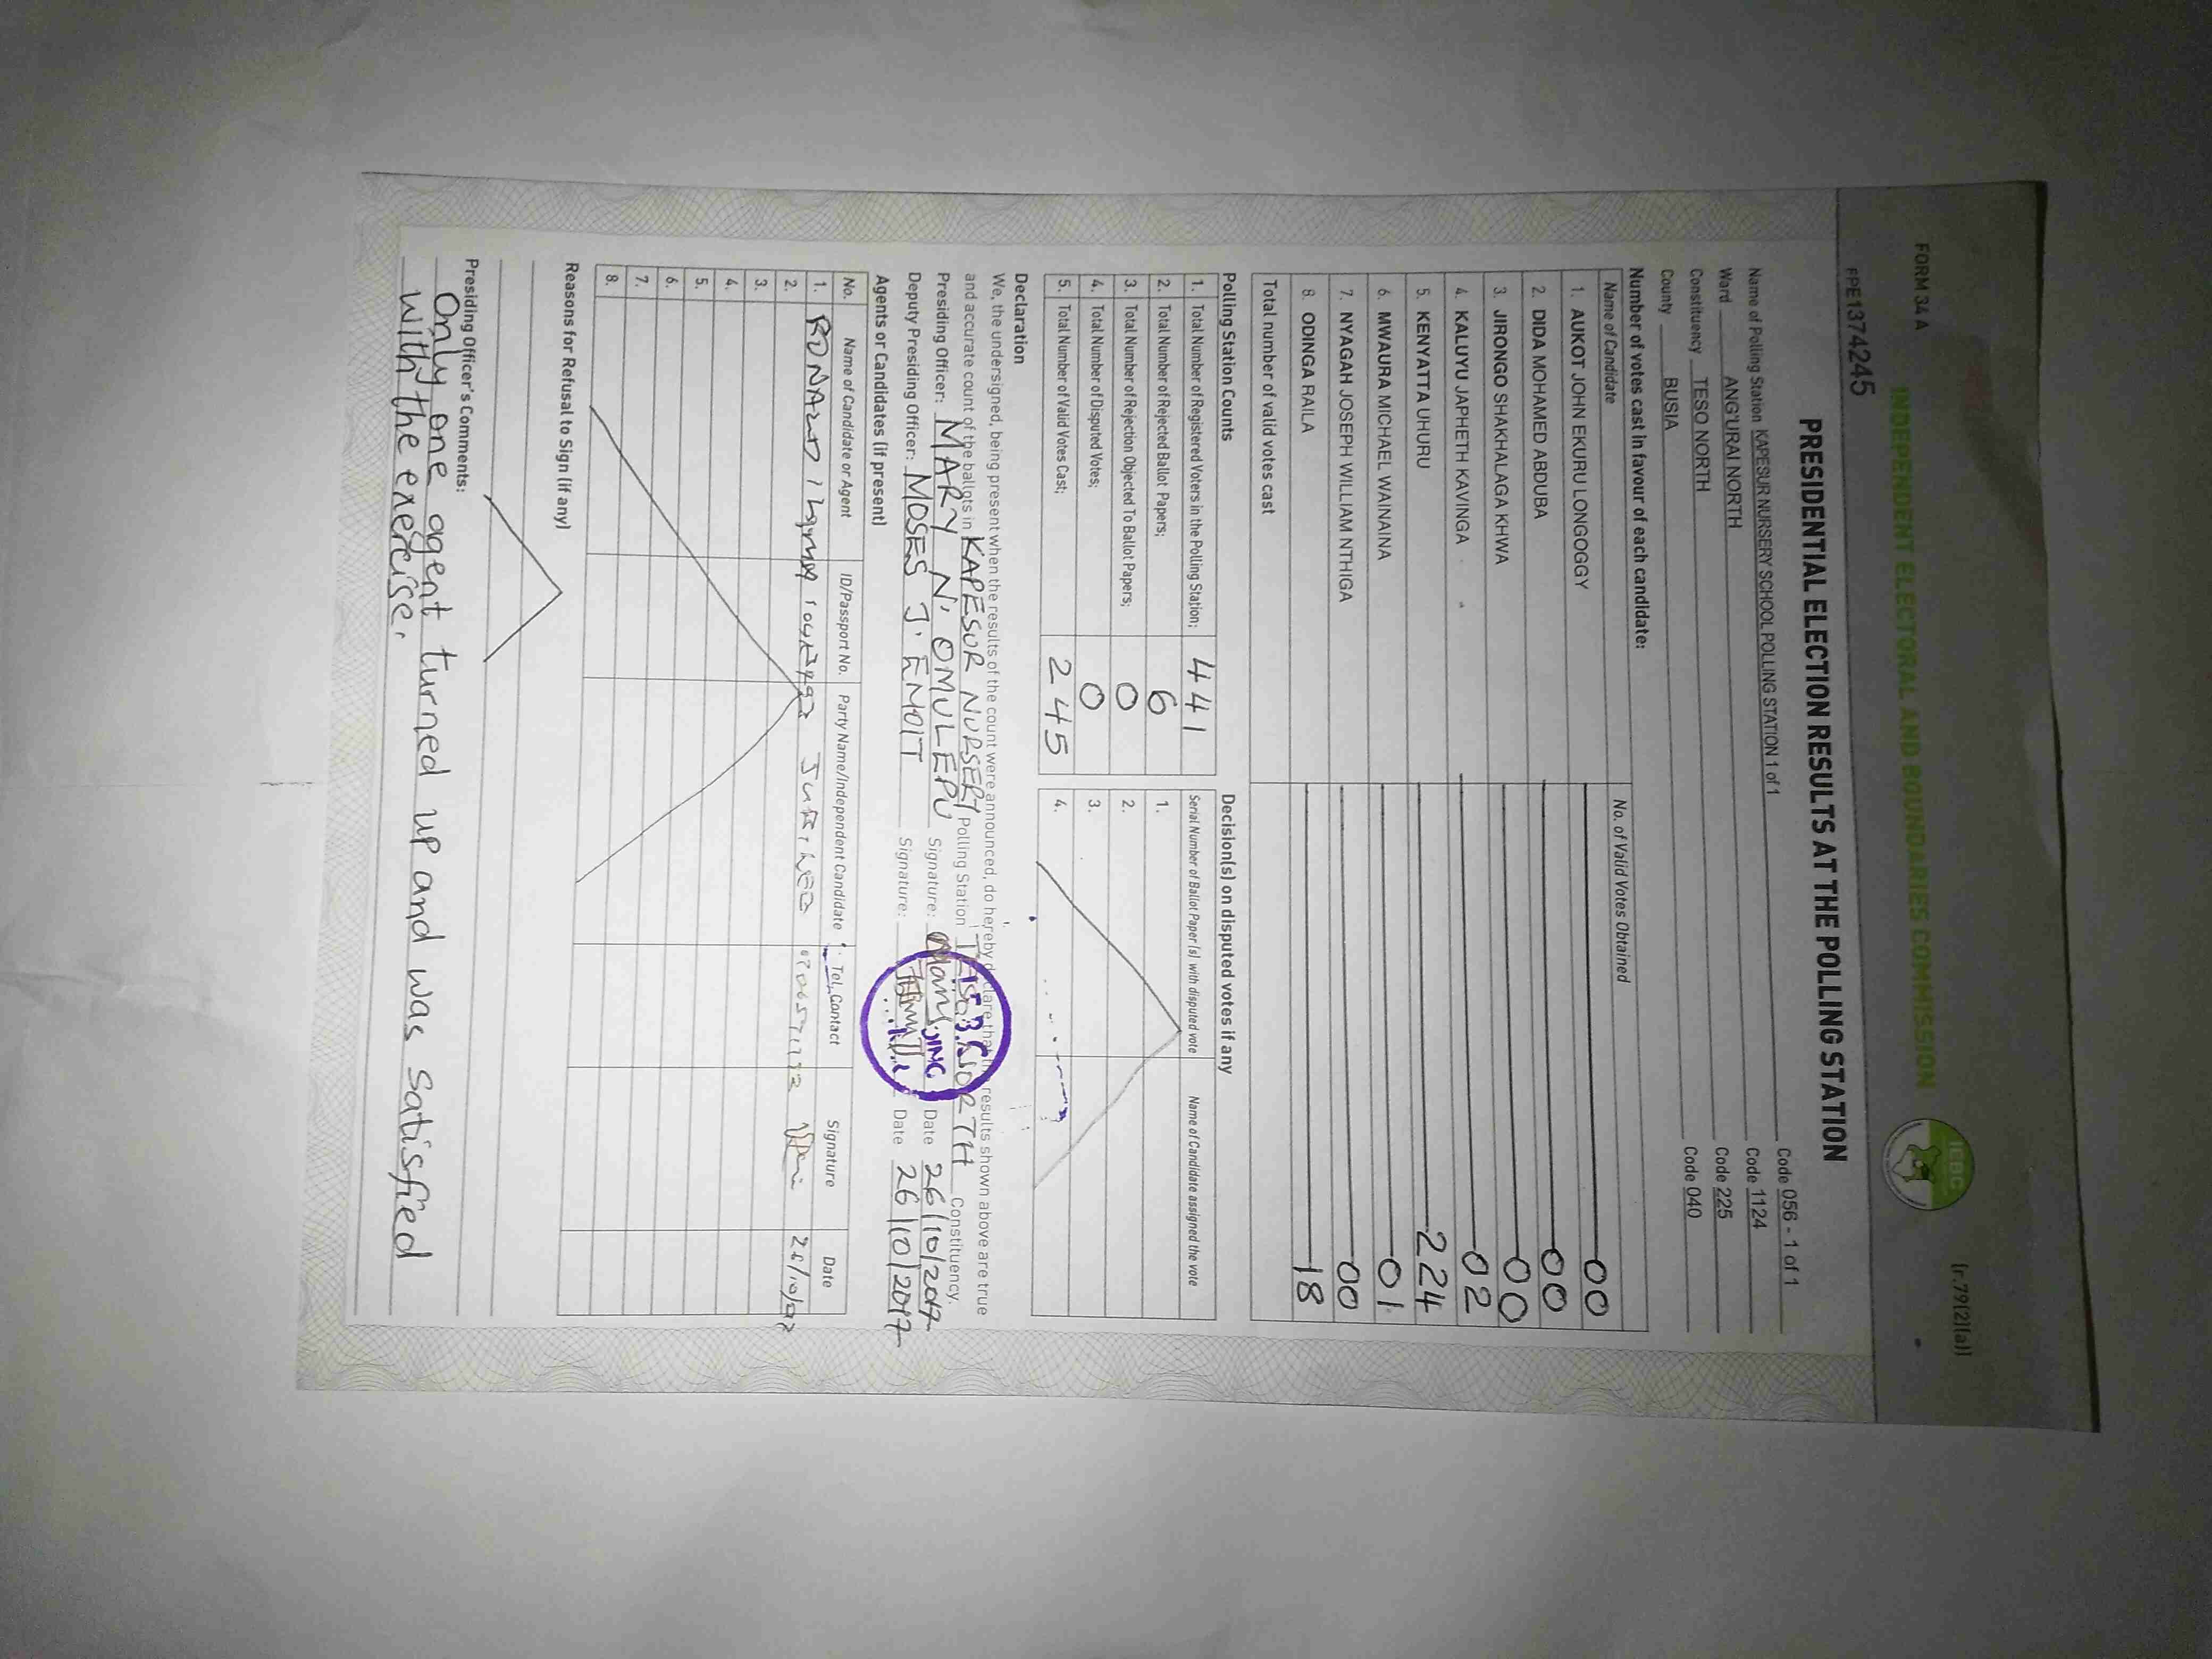 FORM 34 A
(r.79(2)(a))
INDEPENDENT ELECTORAL AND BOUNDARIES COMMISSION
IEBC
PPE1374245
PRESIDENTIAL ELECTION RESULTS AT THE POLLING STATION
Name of Polling Station KAPESUR NURSERY SCHOOL POLLING STATION 1 of 1 Code 056 - 1 of 1
Ward ANG'URAI NORTH Code 1124
Constituency TESO NORTH Code 225
County BUSIA Code 040
Number of votes cast in favour of each candidate:
Name of Candidate No. of Valid Votes Obtained
1. AUKOT JOHN EKURU LONGOGGY 00
2. DIDA MOHAMED ABDUBA 00
3. JIRONGO SHAKHALAGA KHWA 00
4. KALUYU JAPHETH KAVINGA 02
5. KENYATTA UHURU 224
6. MWAURA MICHAEL WAINAINA 01
7. NYAGAH JOSEPH WILLIAM NTHIGA 00
8. ODINGA RAILA 18
Total number of valid votes cast
Polling Station Counts
1. Total Number of Registered Voters in the Polling Station; 441
2. Total Number of Rejected Ballot Papers; 6
3. Total Number of Rejection Objected To Ballot Papers; 0
4. Total Number of Disputed Votes; 0
5. Total Number of Valid Votes Cast; 245
Decision(s) on disputed votes if any
Serial Number of Ballot Paper(s) with disputed vote Name of Candidate assigned the vote
1.
2.
3.
4.
Declaration
We, the undersigned, being present when the results of the count were announced, do hereby declare that the results shown above are true
and accurate count of the ballots in KAPESUR NURSERY Polling Station TESO NORTH Constituency.
Presiding Officer: MARY N. OMULEPU Signature: Date 26/10/2017
Deputy Presiding Officer: MOSES J. EMOIT Signature: Date 26/10/2017
Agents or Candidates (if present)
No. Name of Candidate or Agent ID/Passport No. Party Name/Independent Candidate Tel. Contact Signature Date
1. JUBILEE
2.
3.
4.
5.
6.
7.
8.
Reasons for Refusal to Sign (if any)
Presiding Officer's Comments:
Only one agent turned up and was satisfied
with the exercise.